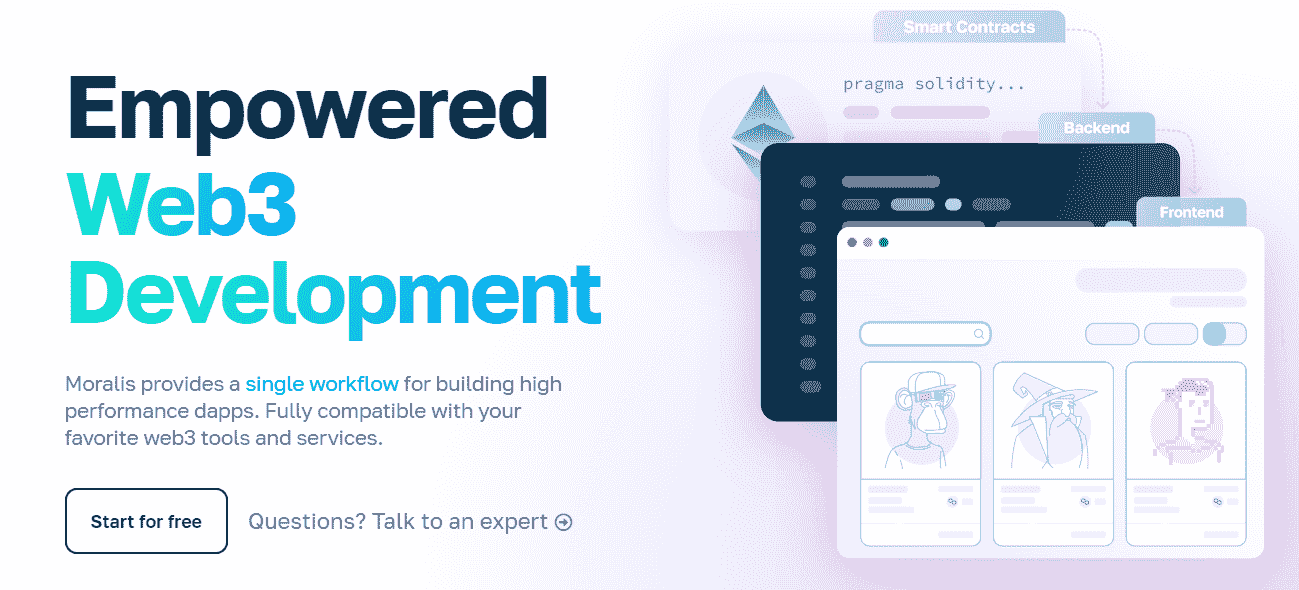 Empowered
Web3
Development
Moralis provides a single workflow for building high
performance dapps. Fully compatible with your
favorite web3 tools and services.
Start for free
Questions? Talk to an expert
Smart Contracts
pragma solidity...
Backend
Frontend